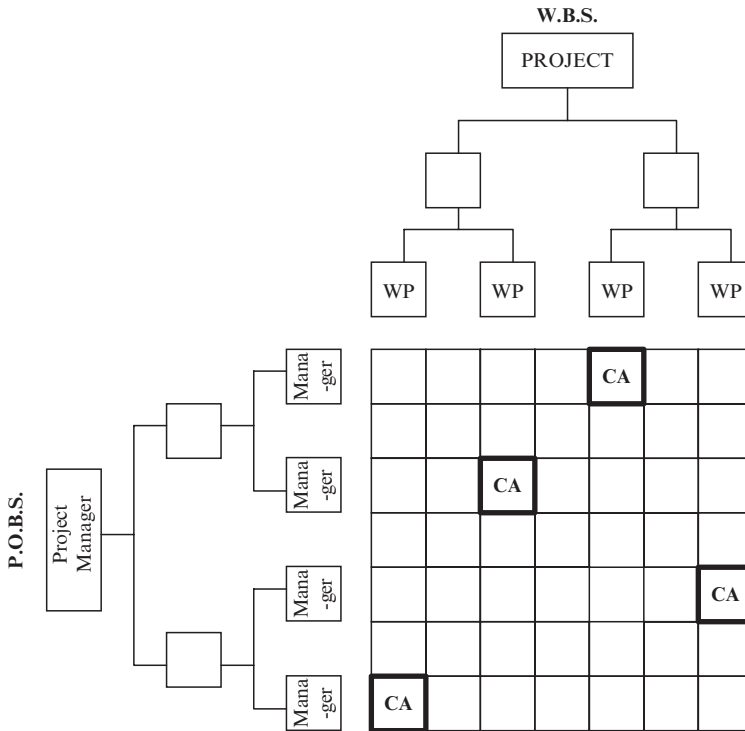 W.B.S.
PROJECT
WP
WP
WP
WP
P.O.B.S.
Project
Manager
Mana
-ger
Mana
-ger
Mana
-ger
Mana
-ger
CA
CA
CA
CA